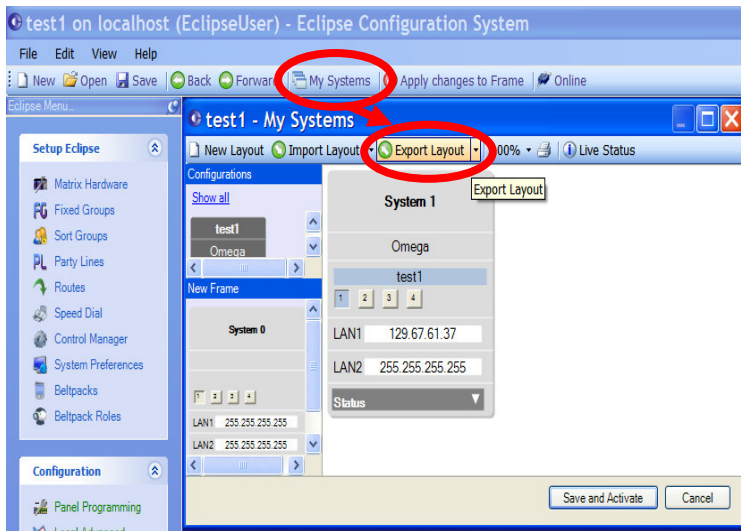 test1 on localhost (EclipseUser) - Eclipse Configuration System
File Edit View Help
New Open Save Back Forward My Systems Apply changes to Frame Online
Eclipse Menu...
Setup Eclipse
Matrix Hardware
Fixed Groups
Sort Groups
PL Party Lines
Routes
Speed Dial
Control Manager
System Preferences
Beltpacks
Beltpack Roles
Configuration
Panel Programming
Local Advanced
test1 - My Systems
New Layout Import Layout Export Layout 00% Live Status
Export Layout
Configurations
Show all
test1
Omega
New Frame
System 0
1 2 3 4
LAN1 255.255.255.255
LAN2 255.255.255.255
System 1
Omega
test1
1 2 3 4
LAN1 129.67.61.37
LAN2 255.255.255.255
Status
Save and Activate Cancel